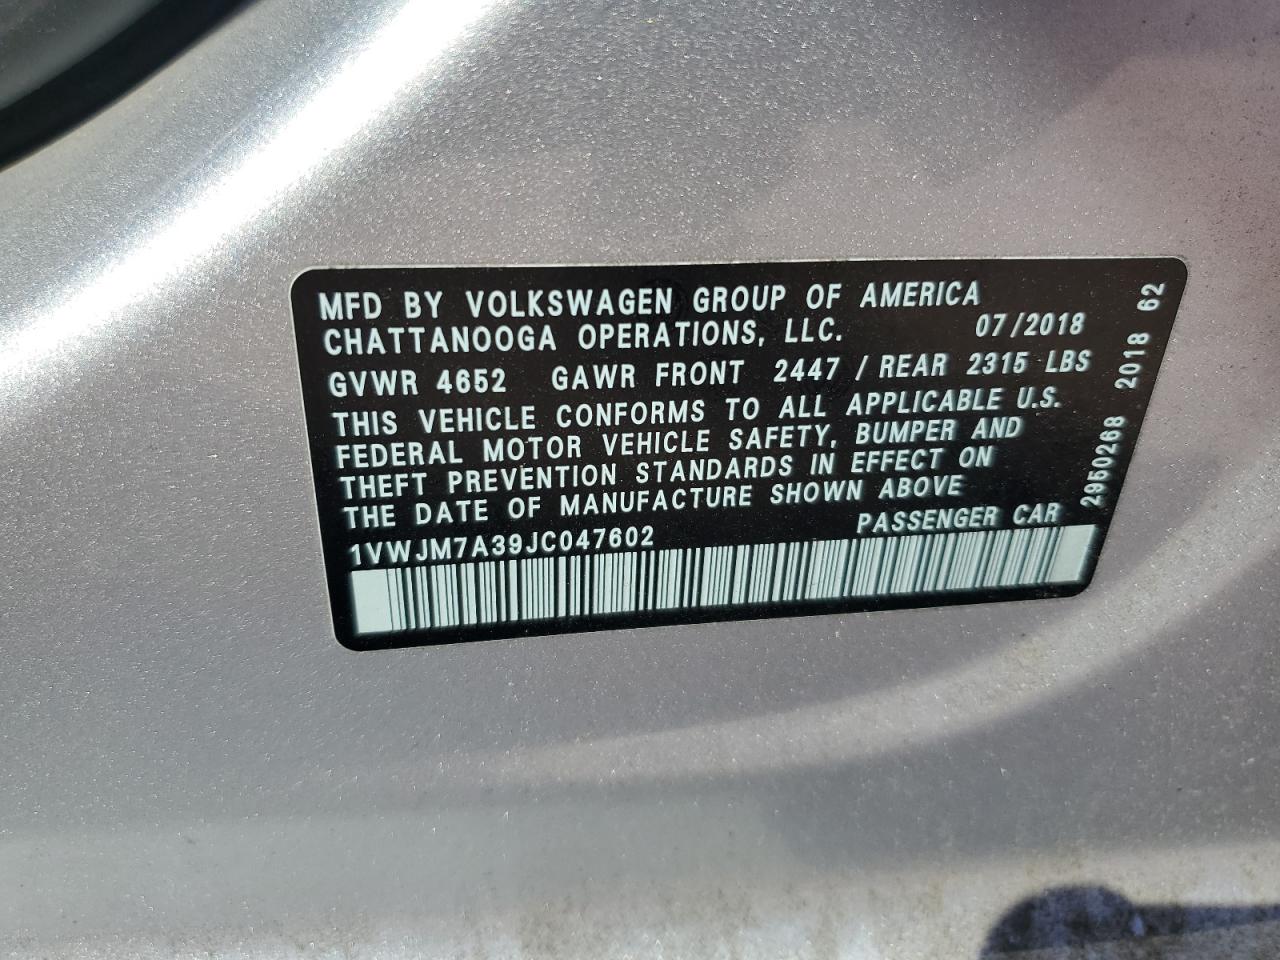 MFD BY VOLKSWAGEN GROUP OF AMERICA
CHATTANOOGA OPERATIONS, LLC. 07/2018
GVWR 4652 GAWR FRONT 2447 / REAR 2315 LBS
THIS VEHICLE CONFORMS TO ALL APPLICABLE U.S.
FEDERAL MOTOR VEHICLE SAFETY, BUMPER AND
THEFT PREVENTION STANDARDS IN EFFECT ON
THE DATE OF MANUFACTURE SHOWN ABOVE
1VWJM7A39JC047602 PASSENGER CAR
2950268 2018 62